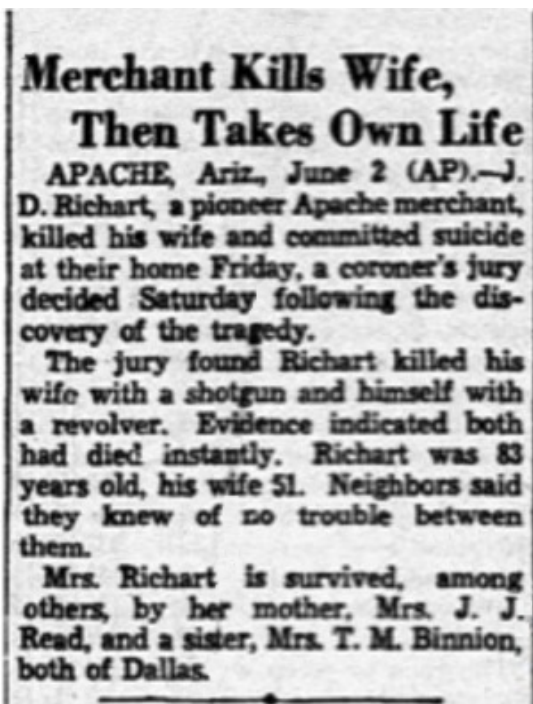 Merchant Kills Wife,
Then Takes Own Life
APACHE, Ariz., June 2 (AP).—J.
D. Richart, a pioneer Apache merchant,
killed his wife and committed suicide
at their home Friday, a coroner's jury
decided Saturday following the dis-
covery of the tragedy.
The jury found Richart killed his
wife with a shotgun and himself with
a revolver. Evidence indicated both
had died instantly. Richart was 83
years old, his wife 51. Neighbors said
they knew of no trouble between
them.
Mrs. Richart is survived, among
others, by her mother, Mrs. J. J.
Read, and a sister, Mrs. T. M. Binnion,
both of Dallas.